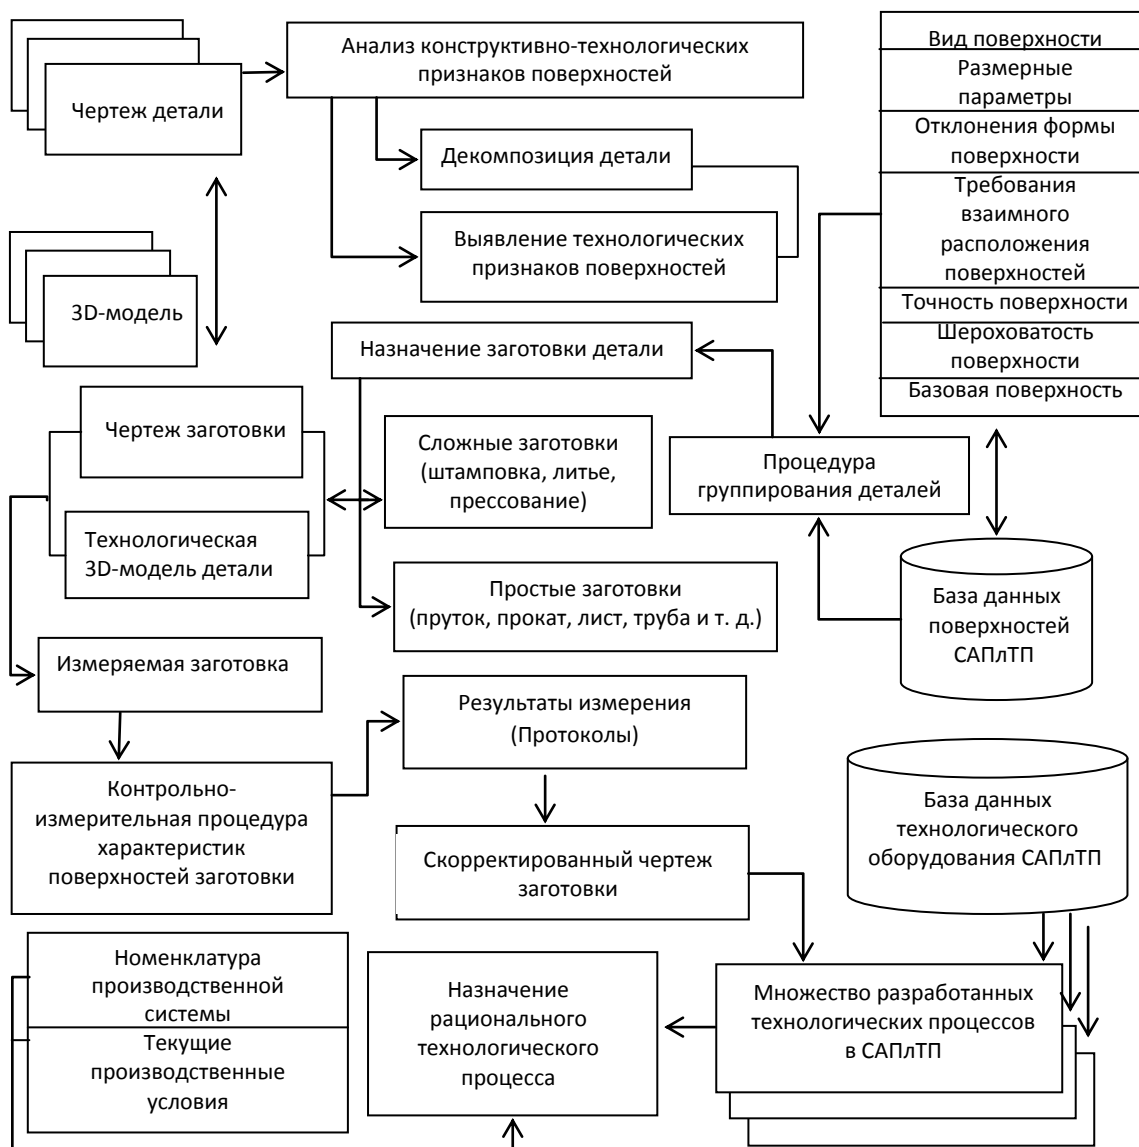 Чертеж детали
Анализ конструктивно-технологических
признаков поверхностей
Декомпозиция детали
Выявление технологических
признаков поверхностей
3D-модель
Вид поверхности
Размерные
параметры
Отклонения формы
поверхности
Требования
взаимного
расположения
поверхностей
Точность поверхности
Шероховатость
поверхности
Базовая поверхность
Назначение заготовки детали
Чертеж заготовки
Технологическая
3D-модель детали
Сложные заготовки
(штамповка, литье,
прессование)
Процедура
группирования деталей
Простые заготовки
(пруток, прокат, лист, труба и т. д.)
База данных
поверхностей
САПлТП
Измеряемая заготовка
Результаты измерения
(Протоколы)
Контрольно-
измерительная процедура
характеристик
поверхностей заготовки
Скорректированный чертеж
заготовки
База данных
технологического
оборудования САПлТП
Номенклатура
производственной
системы
Текущие
производственные
условия
Назначение
рационального
технологического
процесса
Множество разработанных
технологических процессов
в САПлТП